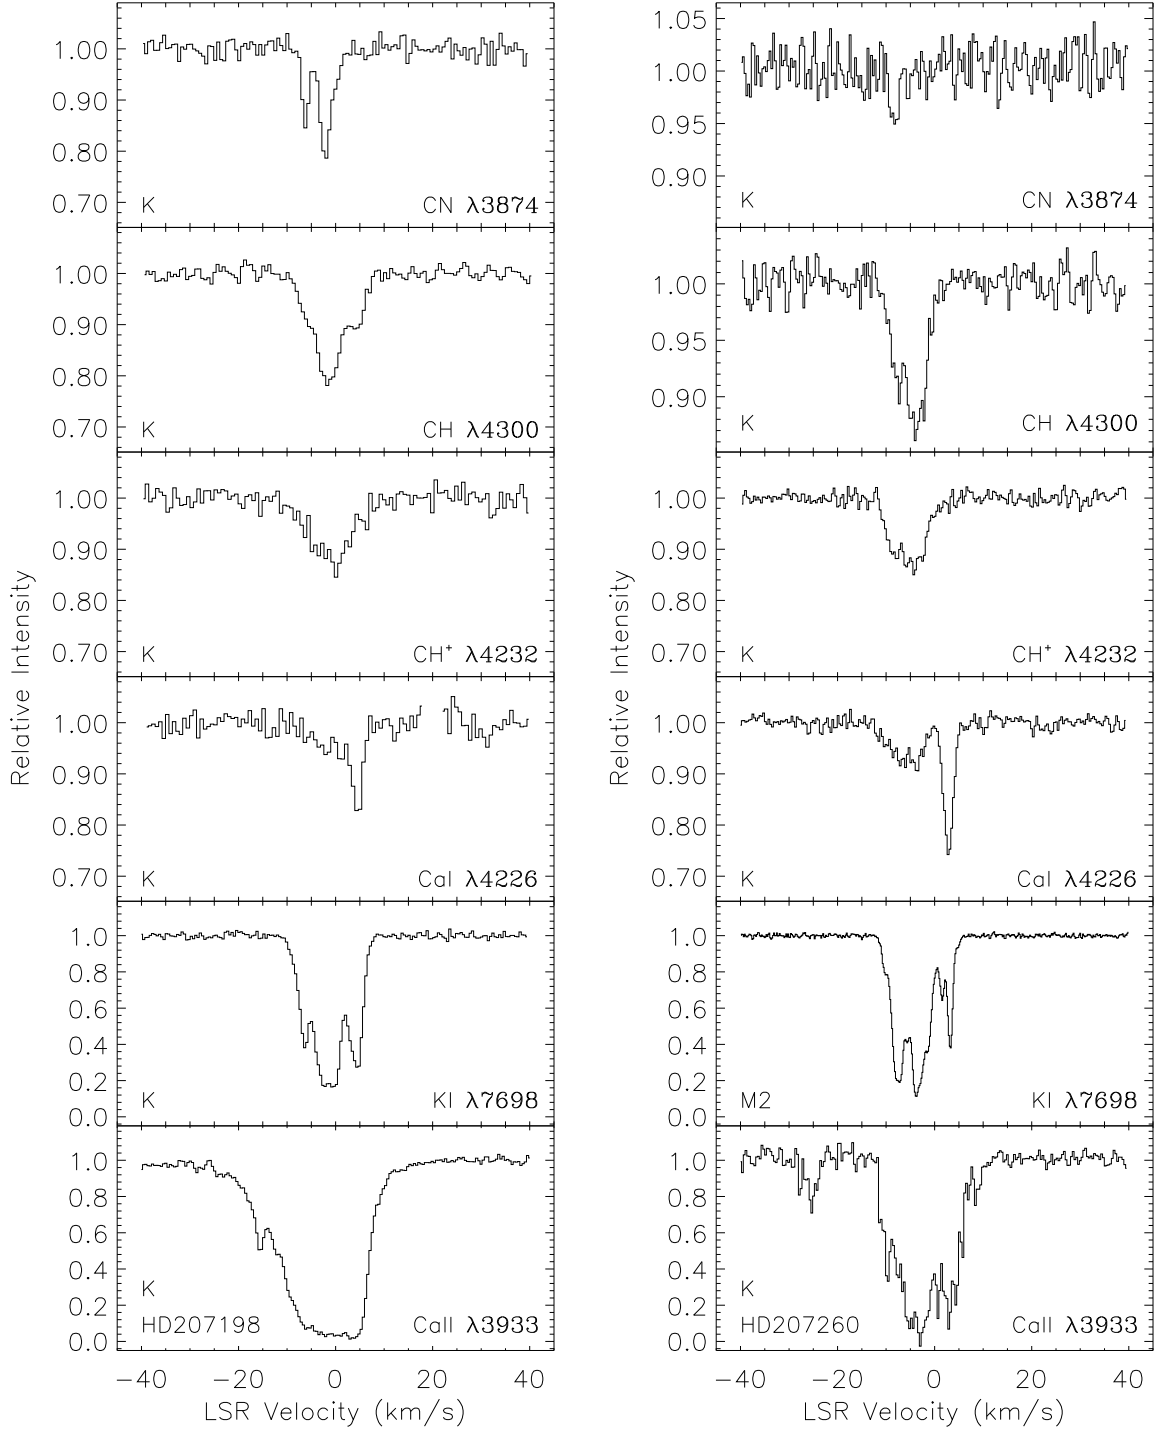 1.00
0.90
0.80
0.70
K
CN λ3874
1.00
0.90
0.80
0.70
K
CH λ4300
1.00
0.90
0.80
0.70
K
CH⁺ λ4232
1.00
0.90
0.80
0.70
K
CaI λ4226
1.0
0.8
0.6
0.4
0.2
0.0
K
KI λ7698
1.0
0.8
0.6
0.4
0.2
0.0
K
HD207198
CaII λ3933
−40
−20
0
20
40
LSR Velocity (km/s)
Relative Intensity
1.05
1.00
0.95
0.90
K
CN λ3874
1.00
0.95
0.90
K
CH λ4300
1.00
0.90
0.80
0.70
K
CH⁺ λ4232
1.00
0.90
0.80
0.70
K
CaI λ4226
1.0
0.8
0.6
0.4
0.2
0.0
M2
KI λ7698
1.0
0.8
0.6
0.4
0.2
0.0
K
HD207260
CaII λ3933
−40
−20
0
20
40
LSR Velocity (km/s)
Relative Intensity